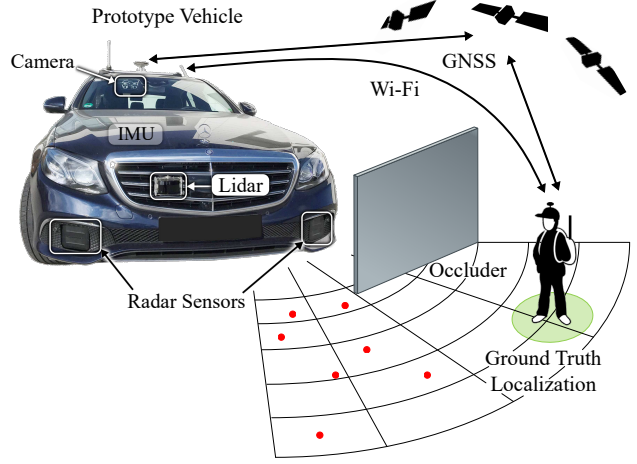 Prototype Vehicle
Camera
GNSS
Wi-Fi
IMU
Lidar
Radar Sensors
Occluder
Ground Truth
Localization